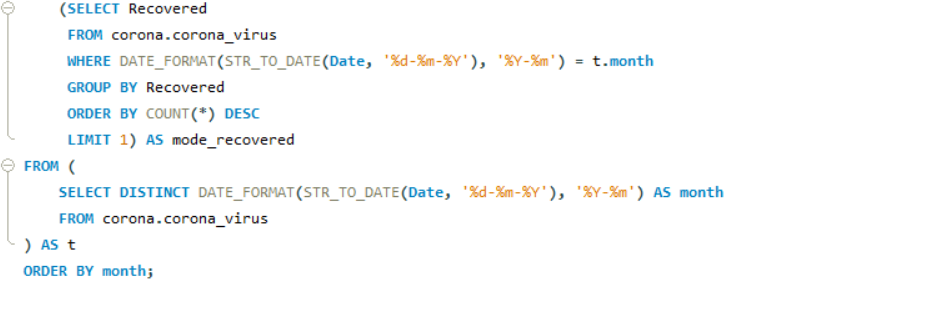 (SELECT Recovered
FROM corona.corona_virus
WHERE DATE_FORMAT(STR_TO_DATE(Date, '%d-%m-%Y'), '%Y-%m') = t.month
GROUP BY Recovered
ORDER BY COUNT(*) DESC
LIMIT 1) AS mode_recovered
FROM (
SELECT DISTINCT DATE_FORMAT(STR_TO_DATE(Date, '%d-%m-%Y'), '%Y-%m') AS month
FROM corona.corona_virus
) AS t
ORDER BY month;